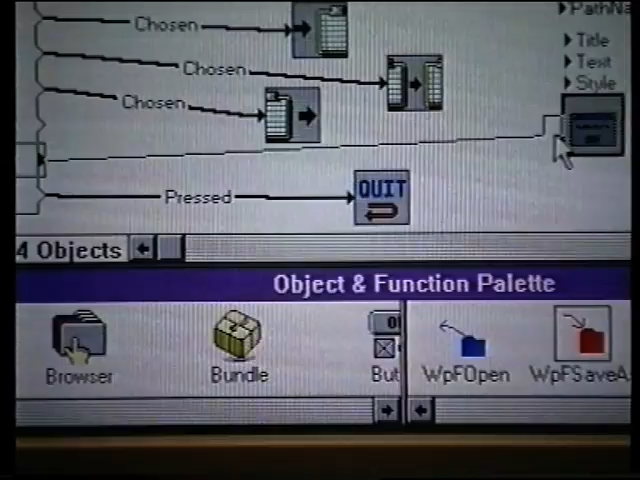 PathNa
Chosen
Title
Chosen
Text
Style
Chosen
QUIT
Pressed
4 Objects
Object & Function Palette
Browser
Bundle
But
WpFOpen
WpFSaveA